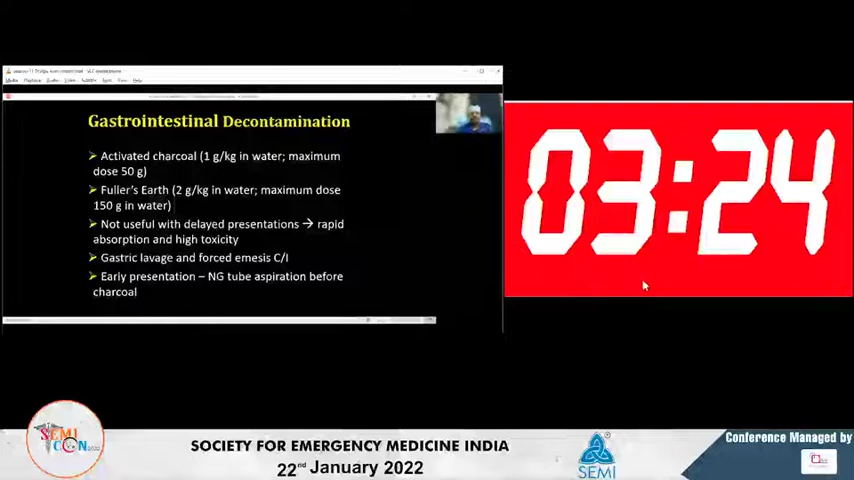 Gastrointestinal Decontamination
➢ Activated charcoal (1 g/kg in water; maximum
dose 50 g)
➢ Fuller's Earth (2 g/kg in water; maximum dose
150 g in water)
➢ Not useful with delayed presentations → rapid
absorption and high toxicity
➢ Gastric lavage and forced emesis C/I
➢ Early presentation – NG tube aspiration before
charcoal
03:24
SEMI
CON 2022
SOCIETY FOR EMERGENCY MEDICINE INDIA
22nd January 2022
SEMI
Conference Managed by